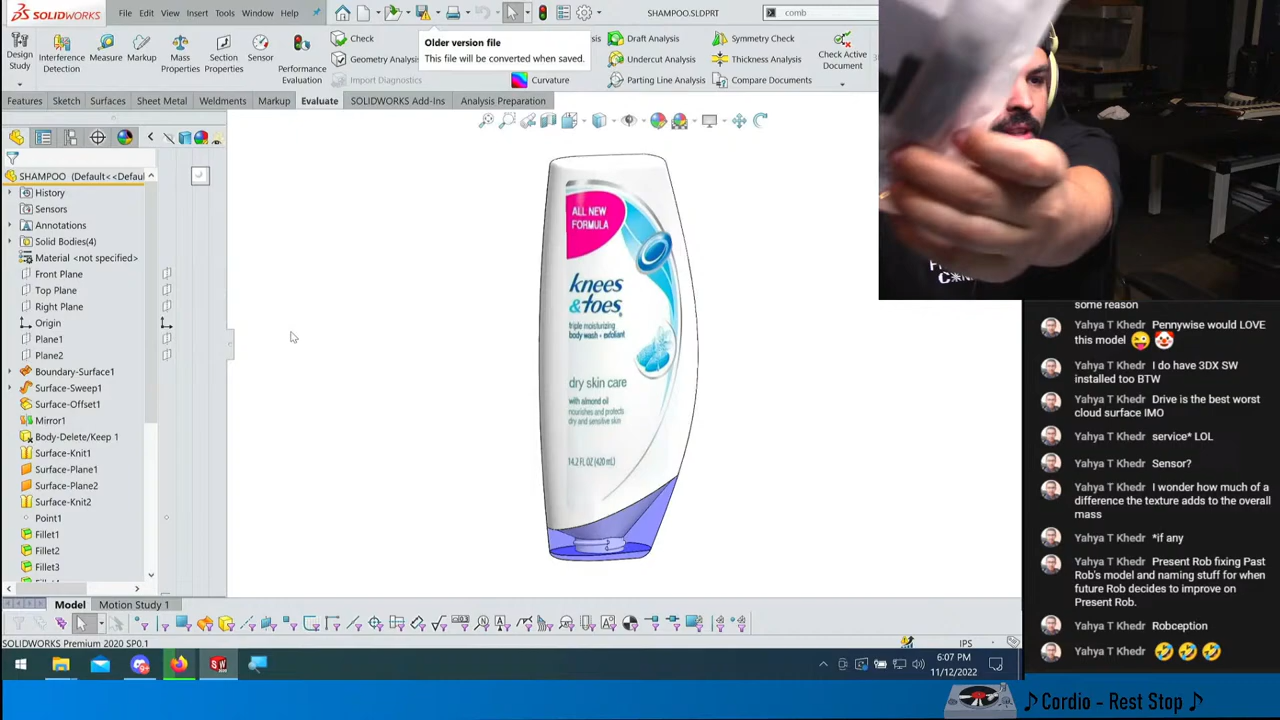 SOLIDWORKS
File
Edit
View
Insert
Tools
Window
Help
SHAMPOO.SLDPRT
comb
Older version file
This file will be converted when saved.
Design
Study
Interference
Detection
Measure
Markup
Mass
Properties
Section
Properties
Sensor
Performance
Evaluation
Check
Geometry Analysis
Import Diagnostics
Curvature
Draft Analysis
Undercut Analysis
Parting Line Analysis
Symmetry Check
Thickness Analysis
Compare Documents
Check Active
Document
Features
Sketch
Surfaces
Sheet Metal
Weldments
Markup
Evaluate
SOLIDWORKS Add-Ins
Analysis Preparation
SHAMPOO (Default<<Defau
History
Sensors
Annotations
Solid Bodies(4)
Material <not specified>
Front Plane
Top Plane
Right Plane
Origin
Plane1
Plane2
Boundary-Surface1
Surface-Sweep1
Surface-Offset1
Mirror1
Body-Delete/Keep 1
Surface-Knit1
Surface-Plane1
Surface-Plane2
Surface-Knit2
Point1
Fillet1
Fillet2
Fillet3
ALL NEW
FORMULA
knees
&toes
triple moisturizing
body wash + exfoliant
dry skin care
with almond oil
nourishes and protects
dry and sensitive skin
14.2 FL OZ (420 mL)
some reason
Yahya T Khedr Pennywise would LOVE
this model 😜 🤡
Yahya T Khedr I do have 3DX SW
installed too BTW
Yahya T Khedr Drive is the best worst
cloud surface IMO
Yahya T Khedr service* LOL
Yahya T Khedr Sensor?
Yahya T Khedr I wonder how much of a
difference the texture adds to the overall
mass
Yahya T Khedr *if any
Yahya T Khedr Present Rob fixing Past
Rob's model and naming stuff for when
future Rob decides to improve on
Present Rob.
Yahya T Khedr Robception
Yahya T Khedr 🤣 🤣 🤣
Model
Motion Study 1
SOLIDWORKS Premium 2020 SP0.1
IPS
6:07 PM
11/12/2022
♪ Cordio - Rest Stop ♪